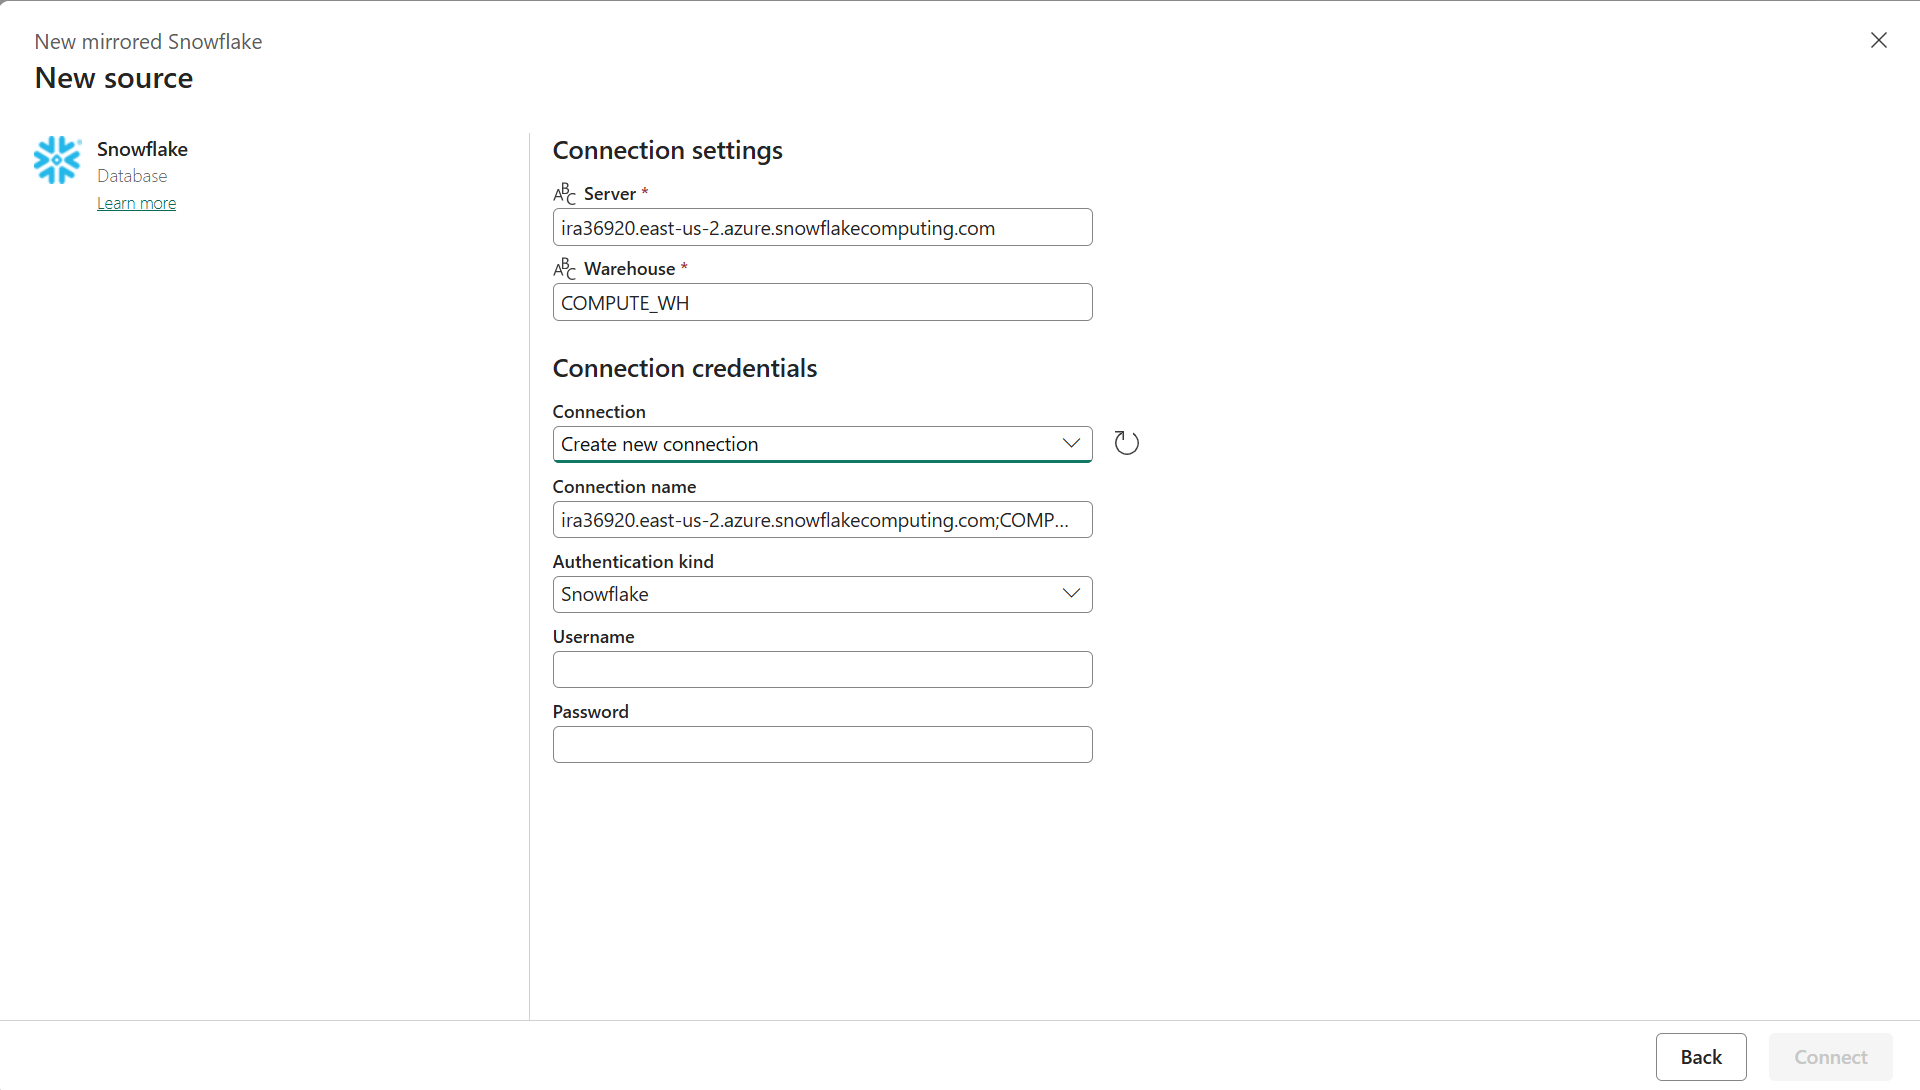 New mirrored Snowflake
New source
Snowflake
Database
Learn more
Connection settings
ABC Server *
ira36920.east-us-2.azure.snowflakecomputing.com
ABC Warehouse *
COMPUTE_WH
Connection credentials
Connection
Create new connection
Connection name
ira36920.east-us-2.azure.snowflakecomputing.com;COMP...
Authentication kind
Snowflake
Username
Password
Back
Connect